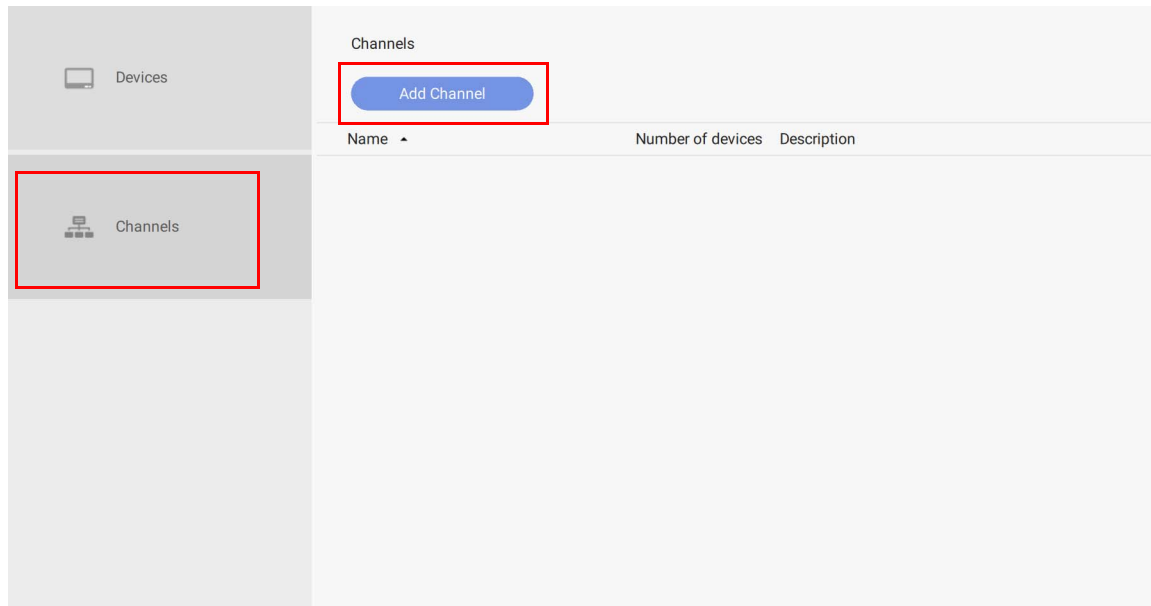 Devices
Channels
Channels
Add Channel
Name Number of devices Description